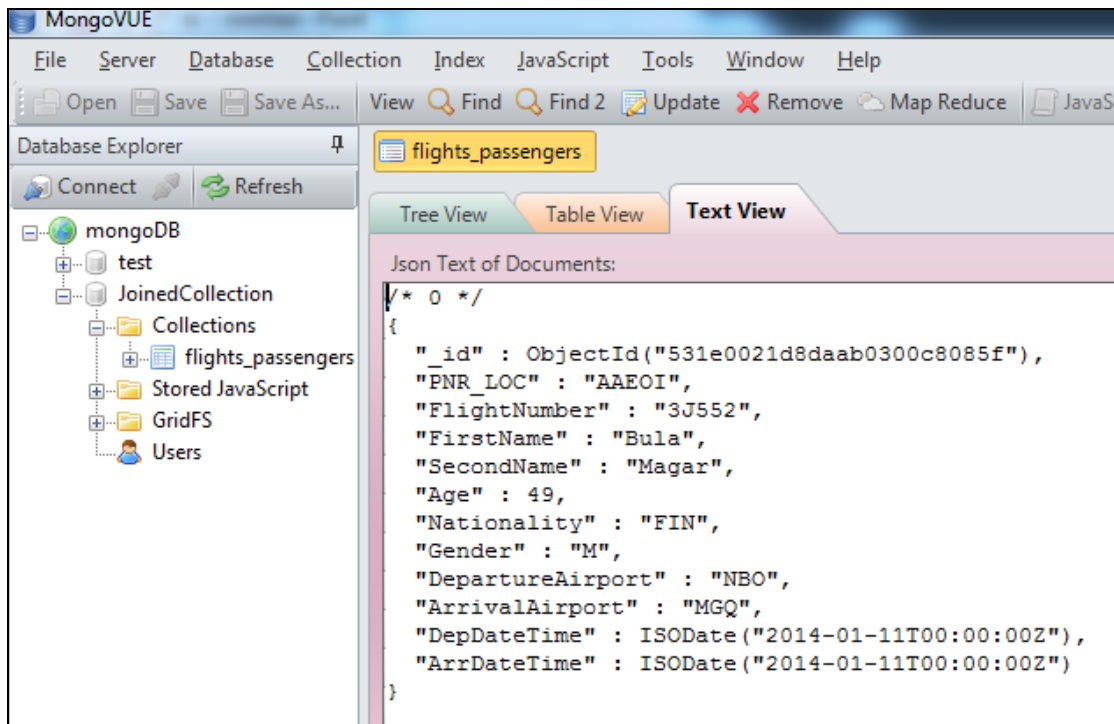 MongoVUE
File Server Database Collection Index JavaScript Tools Window Help
Open Save Save As... View Find Find 2 Update Remove Map Reduce JavaS
Database Explorer
flights_passengers
Connect Refresh
Tree View Table View Text View
mongoDB
test
JoinedCollection
Collections
flights_passengers
Stored JavaScript
GridFS
Users
Json Text of Documents:
/* 0 */
{
"_id" : ObjectId("531e0021d8daab0300c8085f"),
"PNR_LOC" : "AAEOI",
"FlightNumber" : "3J552",
"FirstName" : "Bula",
"SecondName" : "Magar",
"Age" : 49,
"Nationality" : "FIN",
"Gender" : "M",
"DepartureAirport" : "NBO",
"ArrivalAirport" : "MGQ",
"DepDateTime" : ISODate("2014-01-11T00:00:00Z"),
"ArrDateTime" : ISODate("2014-01-11T00:00:00Z")
}